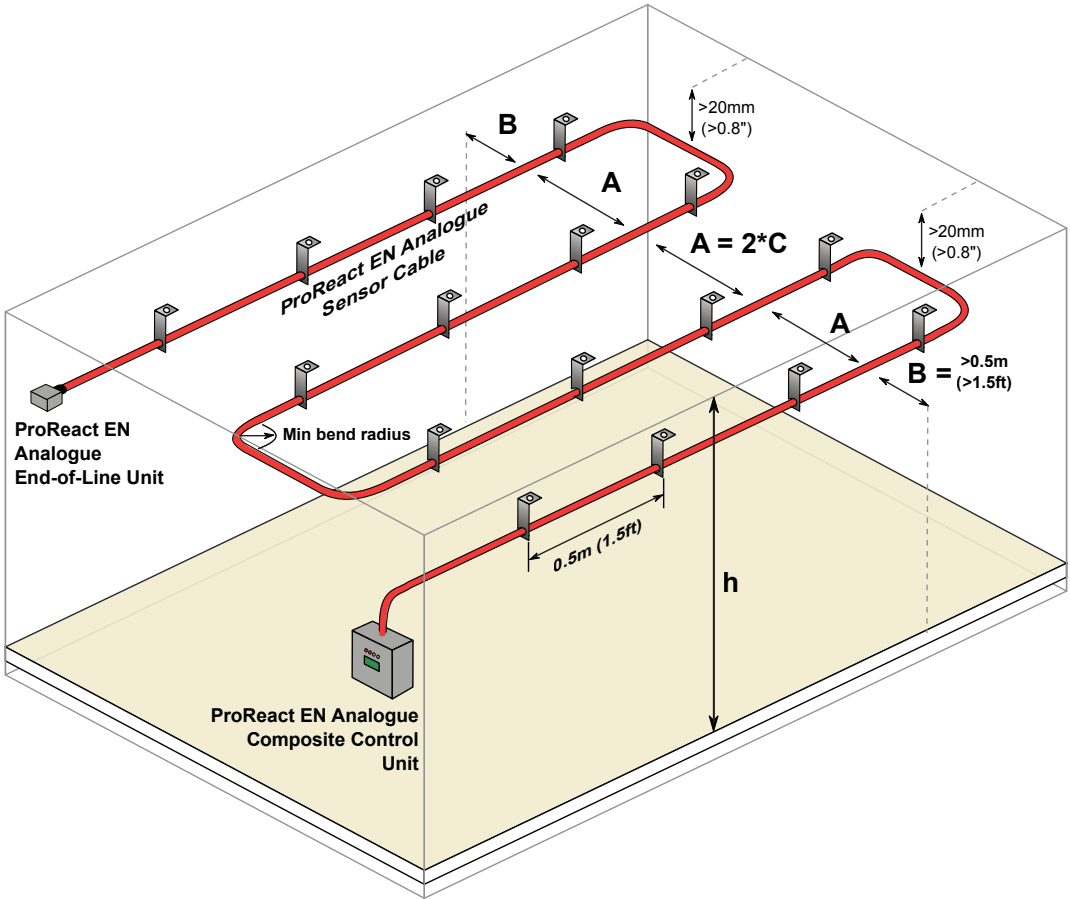 >20mm
(>0.8")
B
A
ProReact EN Analogue
Sensor Cable
A = 2*C
>20mm
(>0.8")
A
B = >0.5m
(>1.5ft)
ProReact EN
Analogue
End-of-Line Unit
Min bend radius
0.5m (1.5ft)
h
ProReact EN Analogue
Composite Control
Unit